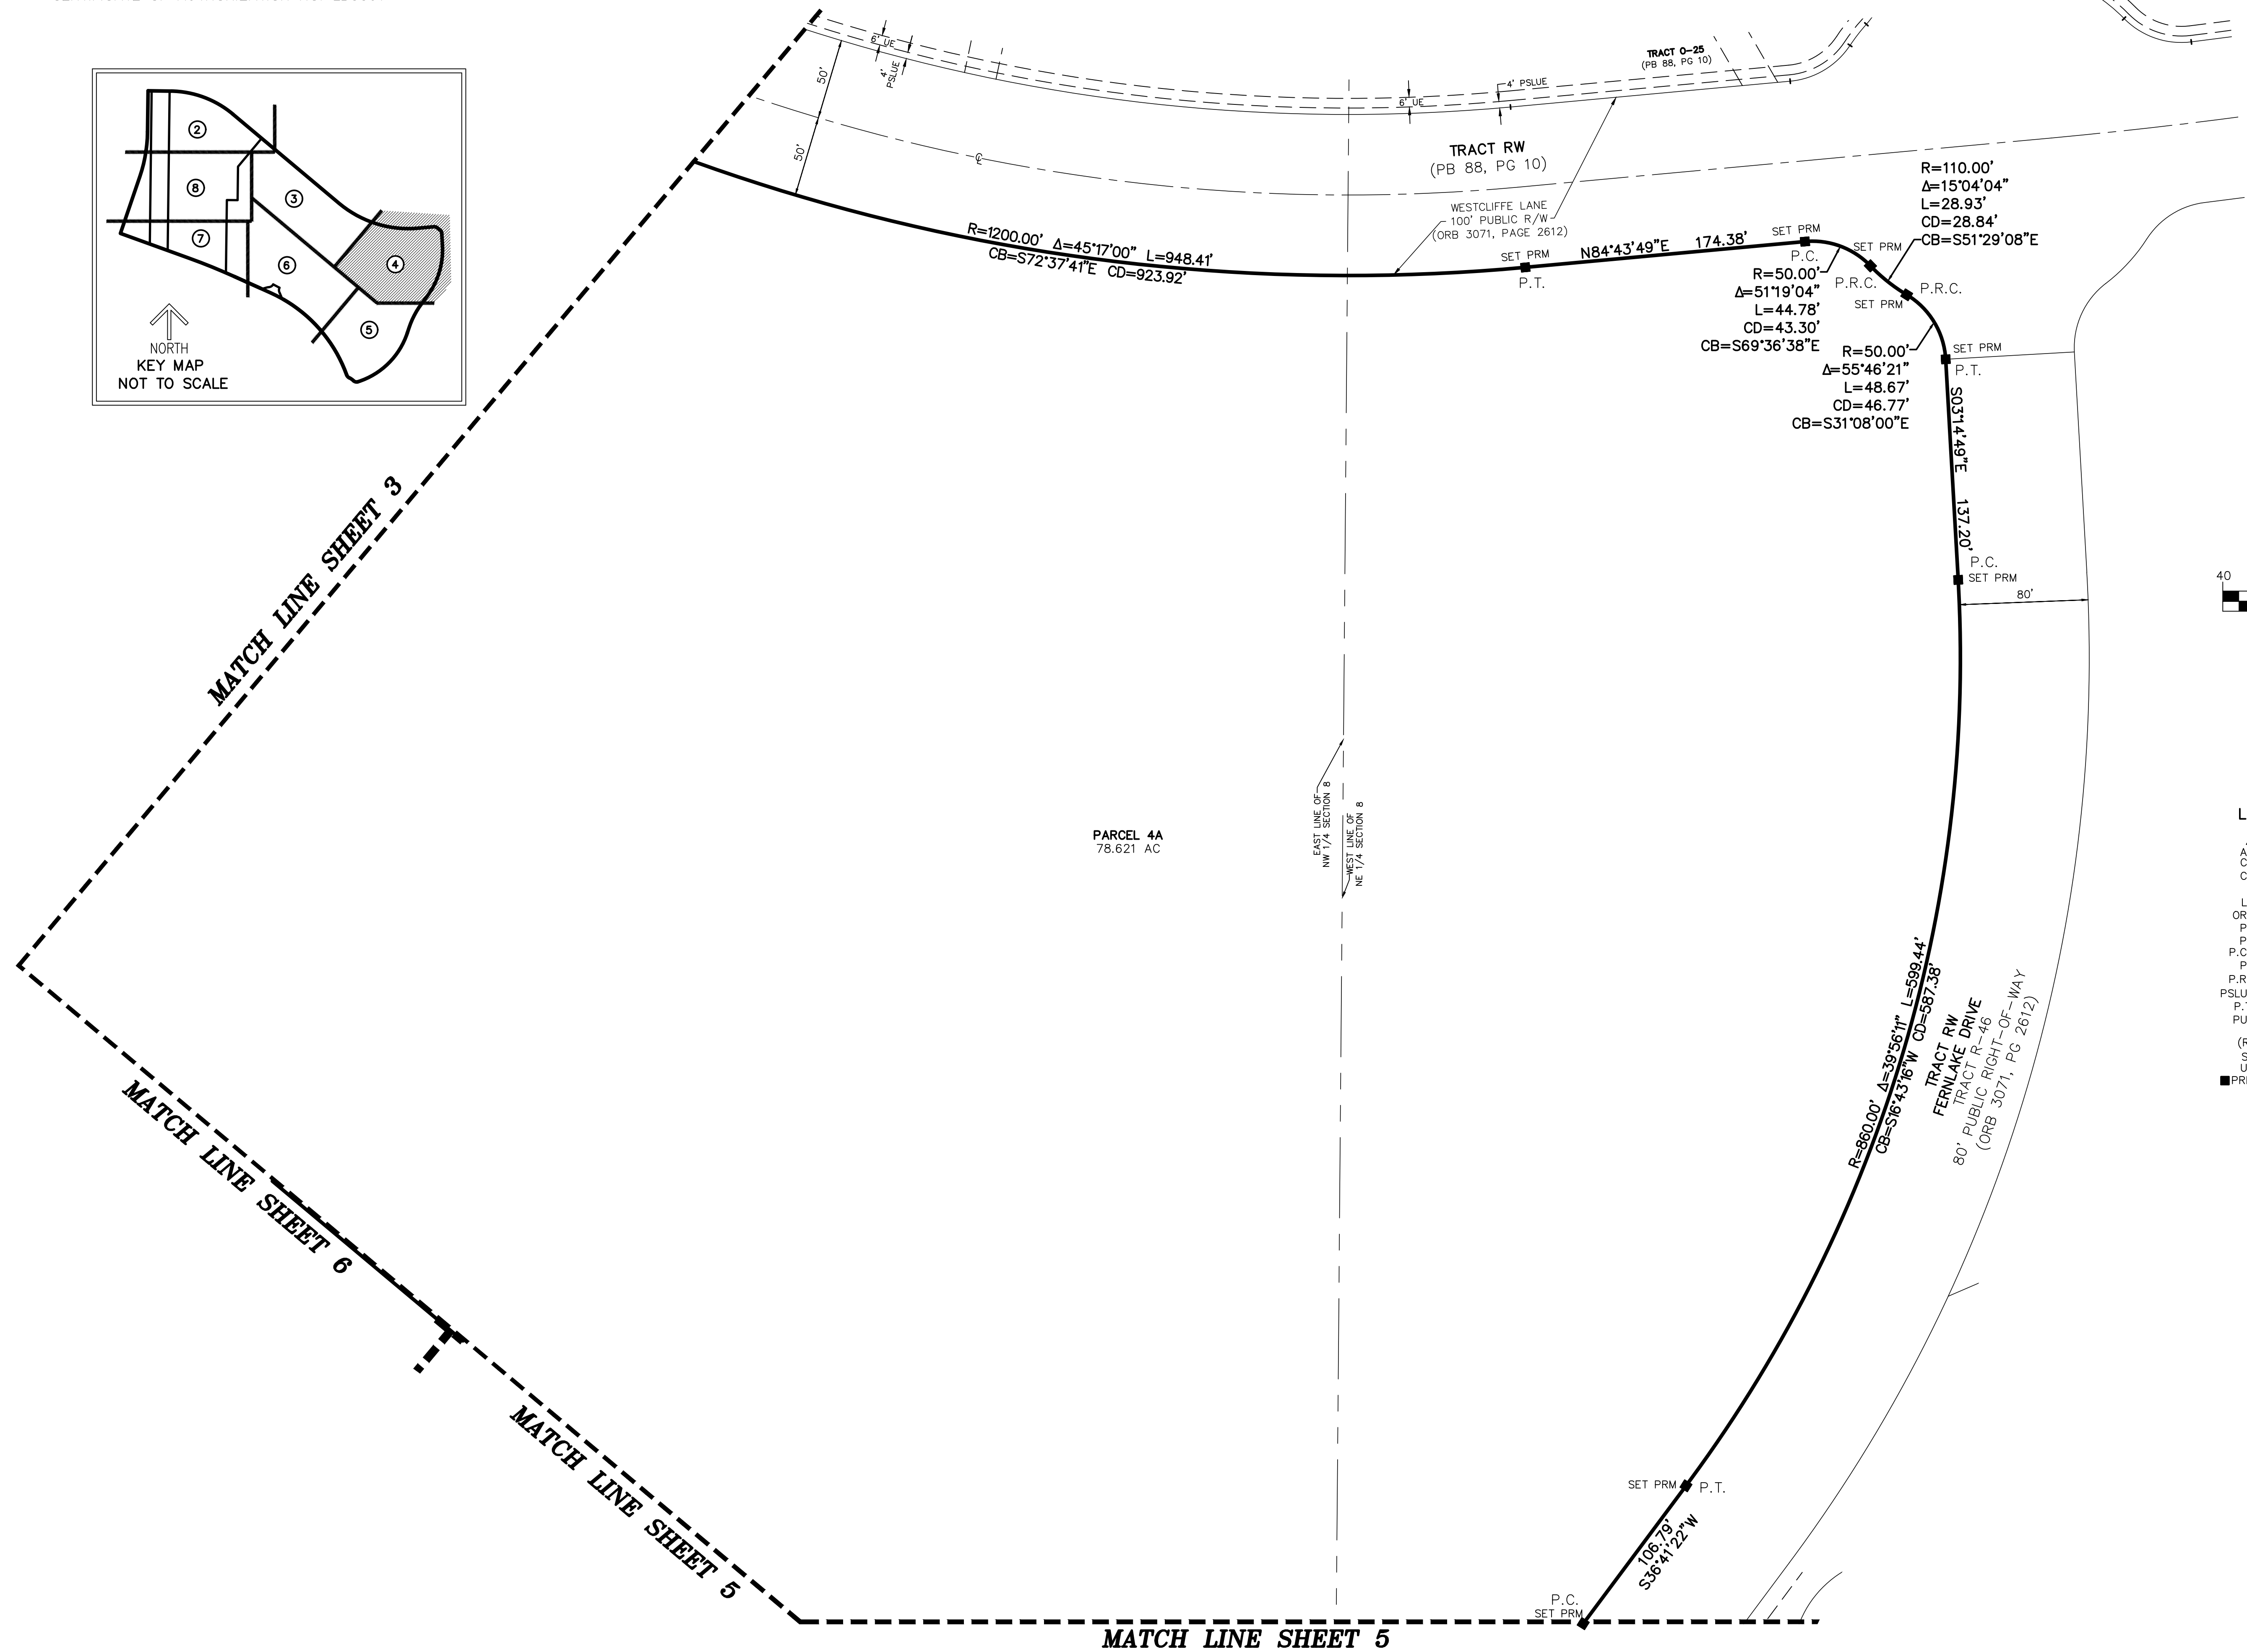 6' UE
4'
PSLUE
50'
50'
TRACT O-25
(PB 88, PG 10)
4' PSLUE
6' UE
TRACT RW
(PB 88, PG 10)
WESTCLIFFE LANE
100' PUBLIC R/W
(ORB 3071, PAGE 2612)
R=1200.00' Δ=45°17'00" L=948.41'
CB=S72°37'41"E CD=923.92'
SET PRM
P.T.
N84°43'49"E 174.38'
SET PRM
P.C.
SET PRM
P.R.C.
R=110.00'
Δ=15°04'04"
L=28.93'
CD=28.84'
CB=S51°29'08"E
R=50.00'
Δ=51°19'04"
L=44.78'
CD=43.30'
CB=S69°36'38"E
P.R.C.
SET PRM
R=50.00'
Δ=55°46'21"
L=48.67'
CD=46.77'
CB=S31°08'00"E
SET PRM
P.T.
S03°14'49"E 137.20'
P.C.
SET PRM
80'
40
2
8
3
7
6
4
5
NORTH
KEY MAP
NOT TO SCALE
MATCH LINE SHEET 3
EAST LINE OF
NW 1/4 SECTION 8
WEST LINE OF
NE 1/4 SECTION 8
PARCEL 4A
78.621 AC
R=860.00' Δ=39°56'11" L=599.44'
CB=S16°43'16"W CD=587.38'
TRACT RW
FERNLAKE DRIVE
TRACT R-46
80' PUBLIC RIGHT-OF-WAY
(ORB 3071, PG 2612)
MATCH LINE SHEET 6
MATCH LINE SHEET 5
SET PRM
P.T.
106.79'
S36°41'22"W
P.C.
SET PRM
MATCH LINE SHEET 5